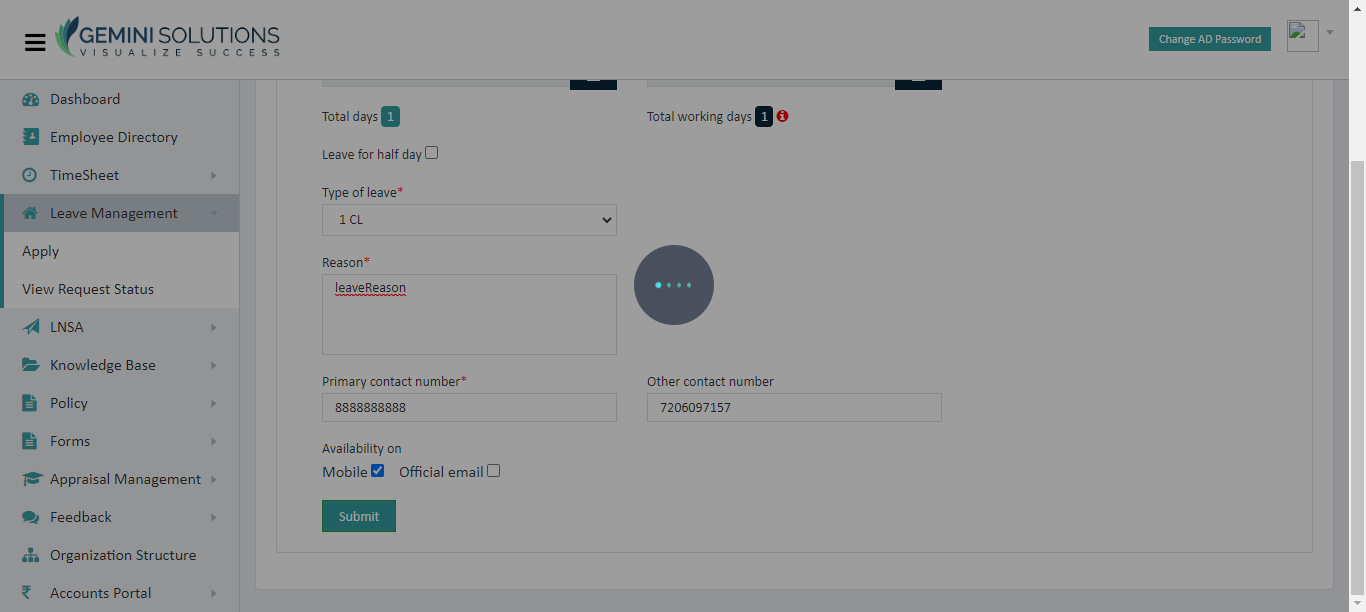 GEMINI SOLUTIONS
VISUALIZE SUCCESS
Change AD Password
Dashboard
Employee Directory
TimeSheet
Leave Management
Apply
View Request Status
LNSA
Knowledge Base
Policy
Forms
Appraisal Management
Feedback
Organization Structure
₹ Accounts Portal
Total days 1
Total working days 1
Leave for half day
Type of leave*
1 CL
Reason*
leaveReason
Primary contact number*
Other contact number
8888888888
7206097157
Availability on
Mobile Official email
Submit